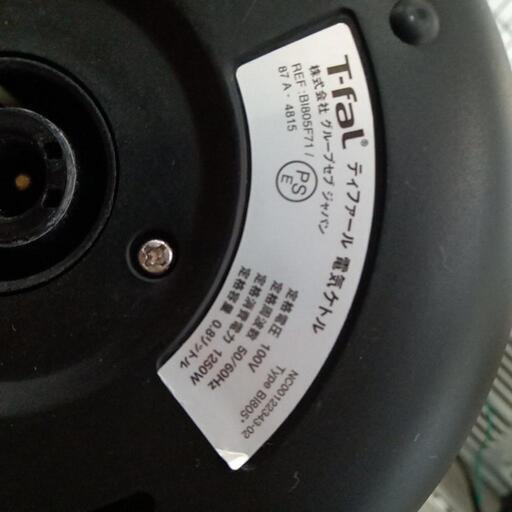 T-fal® ティファール 電気ケトル
株式会社 グループセブ ジャパン
REF : BI805F71 /
87 A - 4815
PS
E
定格電圧 100V
定格周波数 50/60Hz
定格消費電力 1250W
定格容量 0.8リットル
NC00122343-02
Type BI805*